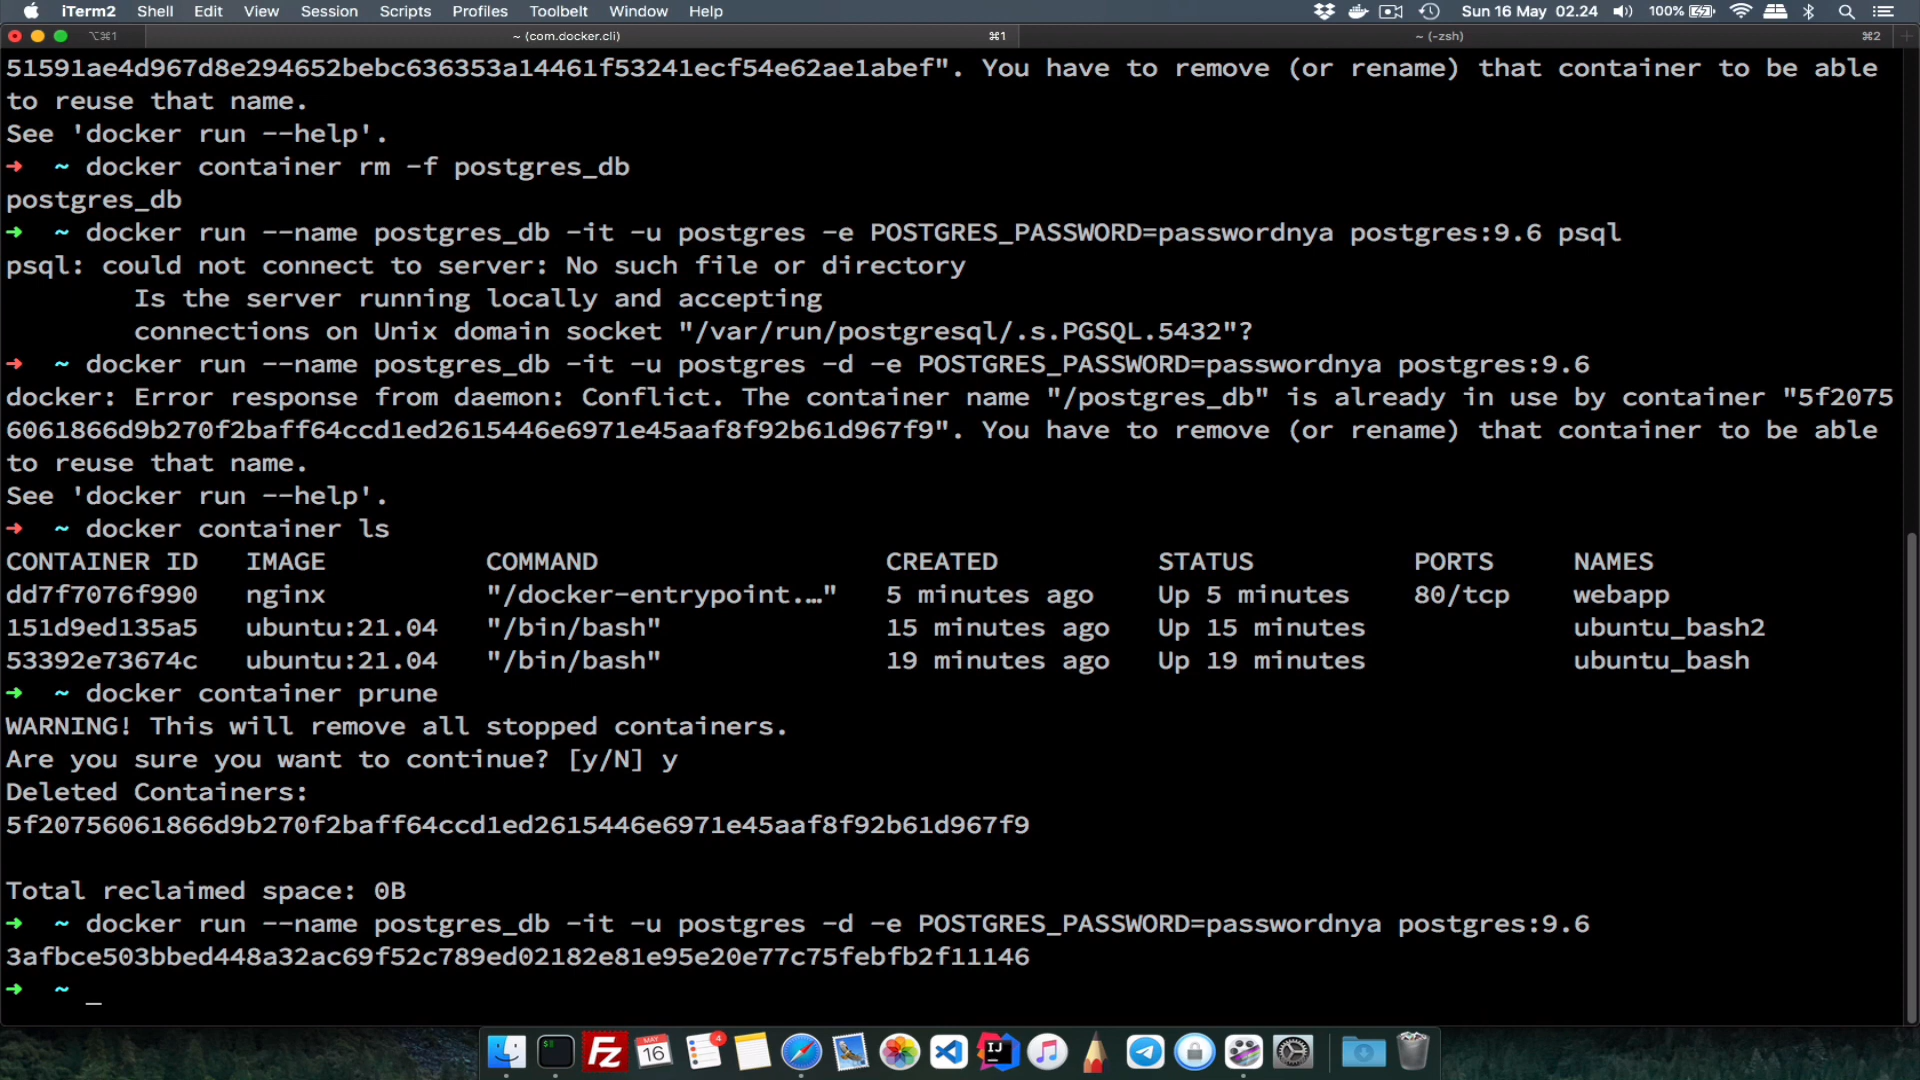 iTerm2 Shell Edit View Session Scripts Profiles Toolbelt Window Help Sun 16 May 02.24 100%
⌥⌘1 ~ (com.docker.cli) ⌘1 ~ (-zsh) ⌘2
51591ae4d967d8e294652bebc636353a14461f53241ecf54e62ae1abef". You have to remove (or rename) that container to be able
to reuse that name.
See 'docker run --help'.
➜ ~ docker container rm -f postgres_db
postgres_db
➜ ~ docker run --name postgres_db -it -u postgres -e POSTGRES_PASSWORD=passwordnya postgres:9.6 psql
psql: could not connect to server: No such file or directory
Is the server running locally and accepting
connections on Unix domain socket "/var/run/postgresql/.s.PGSQL.5432"?
➜ ~ docker run --name postgres_db -it -u postgres -d -e POSTGRES_PASSWORD=passwordnya postgres:9.6
docker: Error response from daemon: Conflict. The container name "/postgres_db" is already in use by container "5f2075
6061866d9b270f2baff64ccd1ed2615446e6971e45aaf8f92b61d967f9". You have to remove (or rename) that container to be able
to reuse that name.
See 'docker run --help'.
➜ ~ docker container ls
CONTAINER ID IMAGE COMMAND CREATED STATUS PORTS NAMES
dd7f7076f990 nginx "/docker-entrypoint.…" 5 minutes ago Up 5 minutes 80/tcp webapp
151d9ed135a5 ubuntu:21.04 "/bin/bash" 15 minutes ago Up 15 minutes ubuntu_bash2
53392e73674c ubuntu:21.04 "/bin/bash" 19 minutes ago Up 19 minutes ubuntu_bash
➜ ~ docker container prune
WARNING! This will remove all stopped containers.
Are you sure you want to continue? [y/N] y
Deleted Containers:
5f20756061866d9b270f2baff64ccd1ed2615446e6971e45aaf8f92b61d967f9
Total reclaimed space: 0B
➜ ~ docker run --name postgres_db -it -u postgres -d -e POSTGRES_PASSWORD=passwordnya postgres:9.6
3afbce503bbed448a32ac69f52c789ed02182e81e95e20e77c75febfb2f11146
➜ ~ _
Fz MAY 16 4 IJ